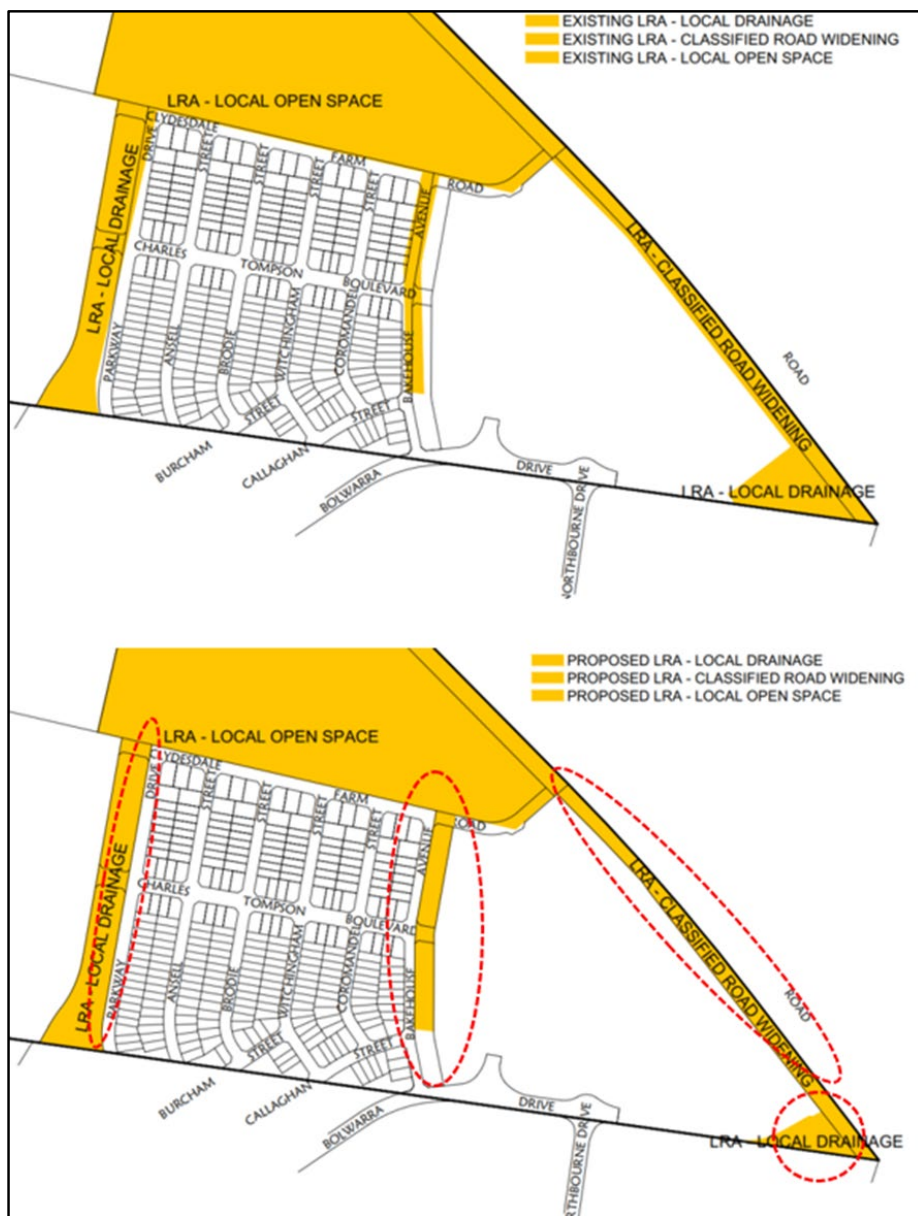 EXISTING LRA - LOCAL DRAINAGE
EXISTING LRA - CLASSIFIED ROAD WIDENING
EXISTING LRA - LOCAL OPEN SPACE
LRA - LOCAL OPEN SPACE
CLYDESDALE
DRIVE
STREET
STREET
STREET
FARM
STREET
ROAD
AVENUE
LRA - LOCAL DRAINAGE
CHARLES
TOMPSON
BOULEVARD
LRA - CLASSIFIED ROAD WIDENING
ROAD
PARKWAY
ANSELL
BRODIE
WITCHINGHAM
COROMANDEL
BAKEHOUSE
STREET
STREET
BURCHAM
CALLAGHAN
BOLWARRA
DRIVE
NORTHBOURNE DRIVE
LRA - LOCAL DRAINAGE
PROPOSED LRA - LOCAL DRAINAGE
PROPOSED LRA - CLASSIFIED ROAD WIDENING
PROPOSED LRA - LOCAL OPEN SPACE
LRA - LOCAL OPEN SPACE
CLYDESDALE
DRIVE
STREET
STREET
STREET
FARM
STREET
ROAD
AVENUE
LRA - LOCAL DRAINAGE
CHARLES
TOMPSON
BOULEVARD
LRA - CLASSIFIED ROAD WIDENING
ROAD
PARKWAY
ANSELL
BRODIE
WITCHINGHAM
COROMANDEL
BAKEHOUSE
STREET
STREET
BURCHAM
CALLAGHAN
BOLWARRA
DRIVE
RTHBOURNE DRIVE
LRA - LOCAL DRAINAGE